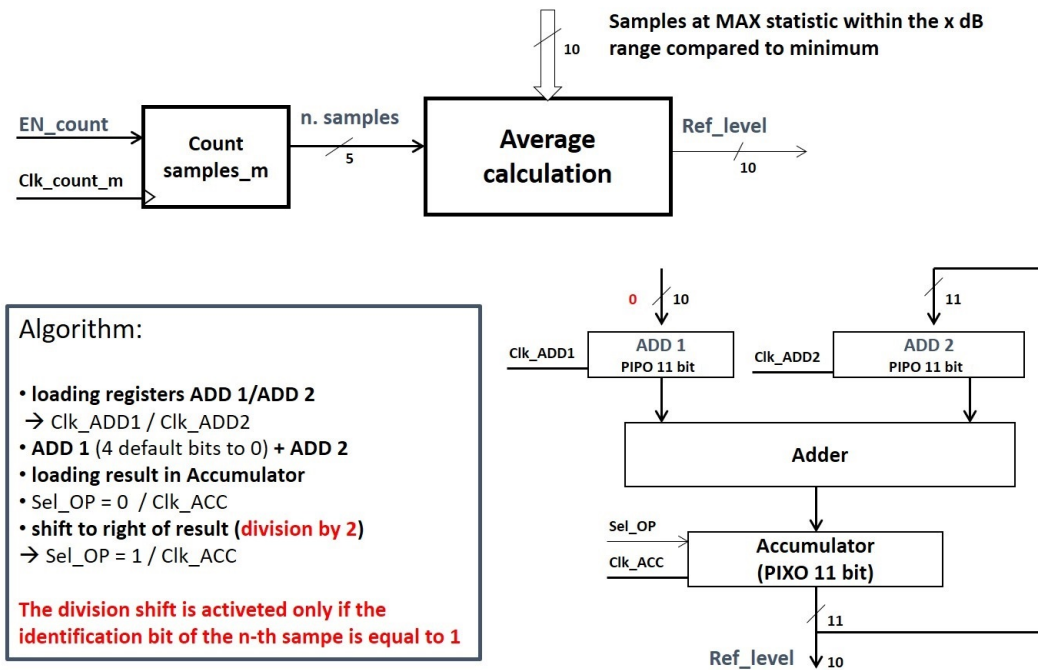 Samples at MAX statistic within the x dB
range compared to minimum
10
EN_count
Clk_count_m
Count
samples_m
n. samples
5
Average
calculation
Ref_level
10
Algorithm:
• loading registers ADD 1/ADD 2
→ Clk_ADD1 / Clk_ADD2
• ADD 1 (4 default bits to 0) + ADD 2
• loading result in Accumulator
• Sel_OP = 0 / Clk_ACC
• shift to right of result (division by 2)
→ Sel_OP = 1 / Clk_ACC
The division shift is activeted only if the
identification bit of the n-th sampe is equal to 1
0
10
11
Clk_ADD1
ADD 1
PIPO 11 bit
Clk_ADD2
ADD 2
PIPO 11 bit
Adder
Sel_OP
Clk_ACC
Accumulator
(PIXO 11 bit)
11
Ref_level
10